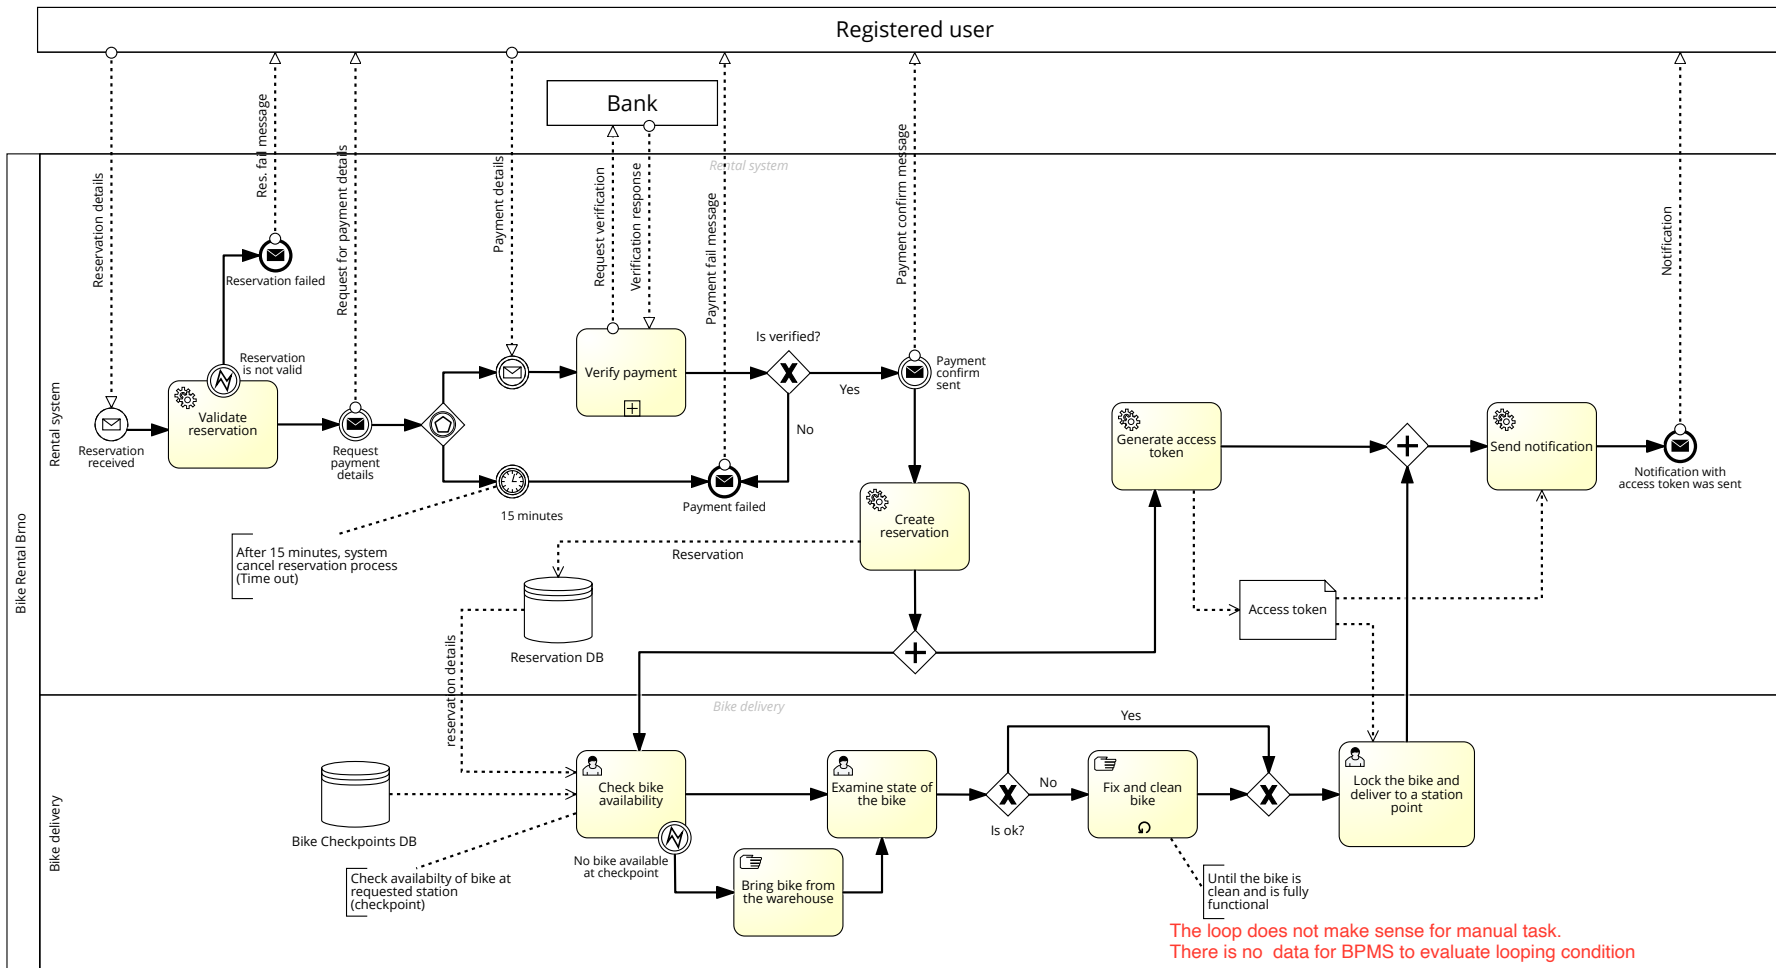 Registered user
Bank
Rental system
Reservation details
Res. fail message
Request for payment details
Payment details
Request verification
Verification response
Payment fail message
Payment confirm message
Notification
Bike Rental Brno
Rental system
Reservation failed
Reservation
is not valid
Validate
reservation
Reservation
received
Request
payment
details
Verify payment
Is verified?
Yes
No
Payment
confirm
sent
15 minutes
Payment failed
After 15 minutes, system
cancel reservation process
(Time out)
Create
reservation
Reservation
Reservation DB
reservation details
Generate access
token
Access token
Send notification
Notification with
access token was sent
Bike delivery
Bike delivery
Bike Checkpoints DB
Check bike
availability
No bike available
at checkpoint
Check availabilty of bike at
requested station
(checkpoint)
Bring bike from
the warehouse
Examine state of
the bike
Is ok?
Yes
No
Fix and clean
bike
Until the bike is
clean and is fully
functional
Lock the bike and
deliver to a station
point
The loop does not make sense for manual task.
There is no  data for BPMS to evaluate looping condition